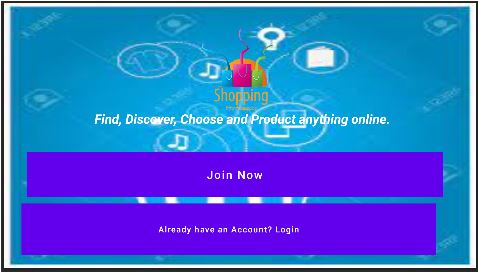 Shopping
Find, Discover, Choose and Product anything online.
Join Now
Already have an Account? Login